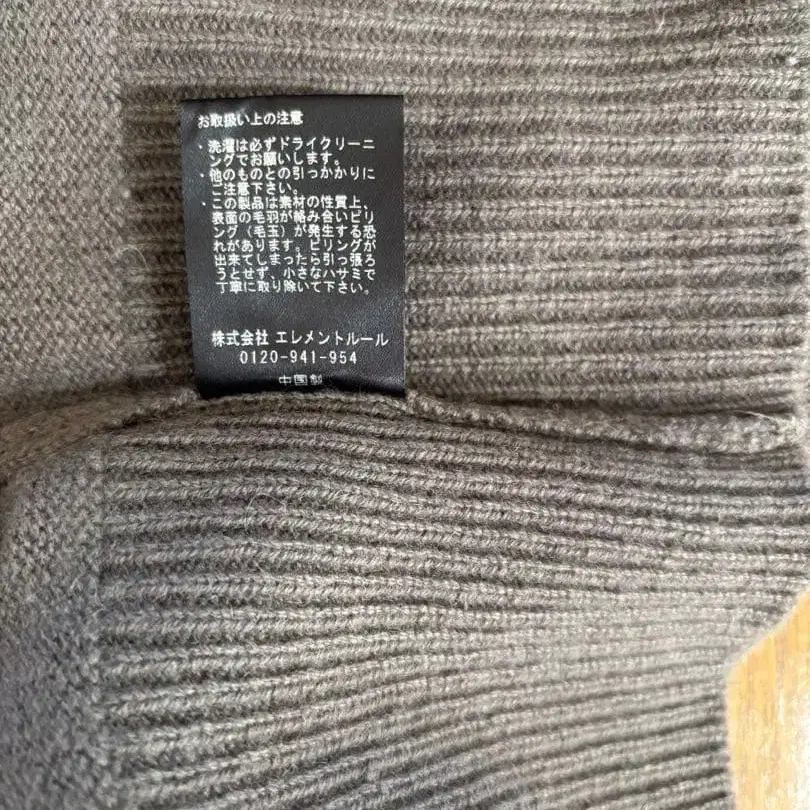 お取扱い上の注意
・洗濯は必ずドライクリーニ
ングでお願いします。
・他のものとの引っかかりに
ご注意下さい。
・この製品は素材の性質上、
表面の毛羽が絡み合いピリ
ング（毛玉）が発生する恐
れがあります。ピリングが
出来てしまったら引っ張ろ
うとせず、小さなハサミで
丁寧に取り除いて下さい。
株式会社 エレメントルール
0120-941-954
中国製